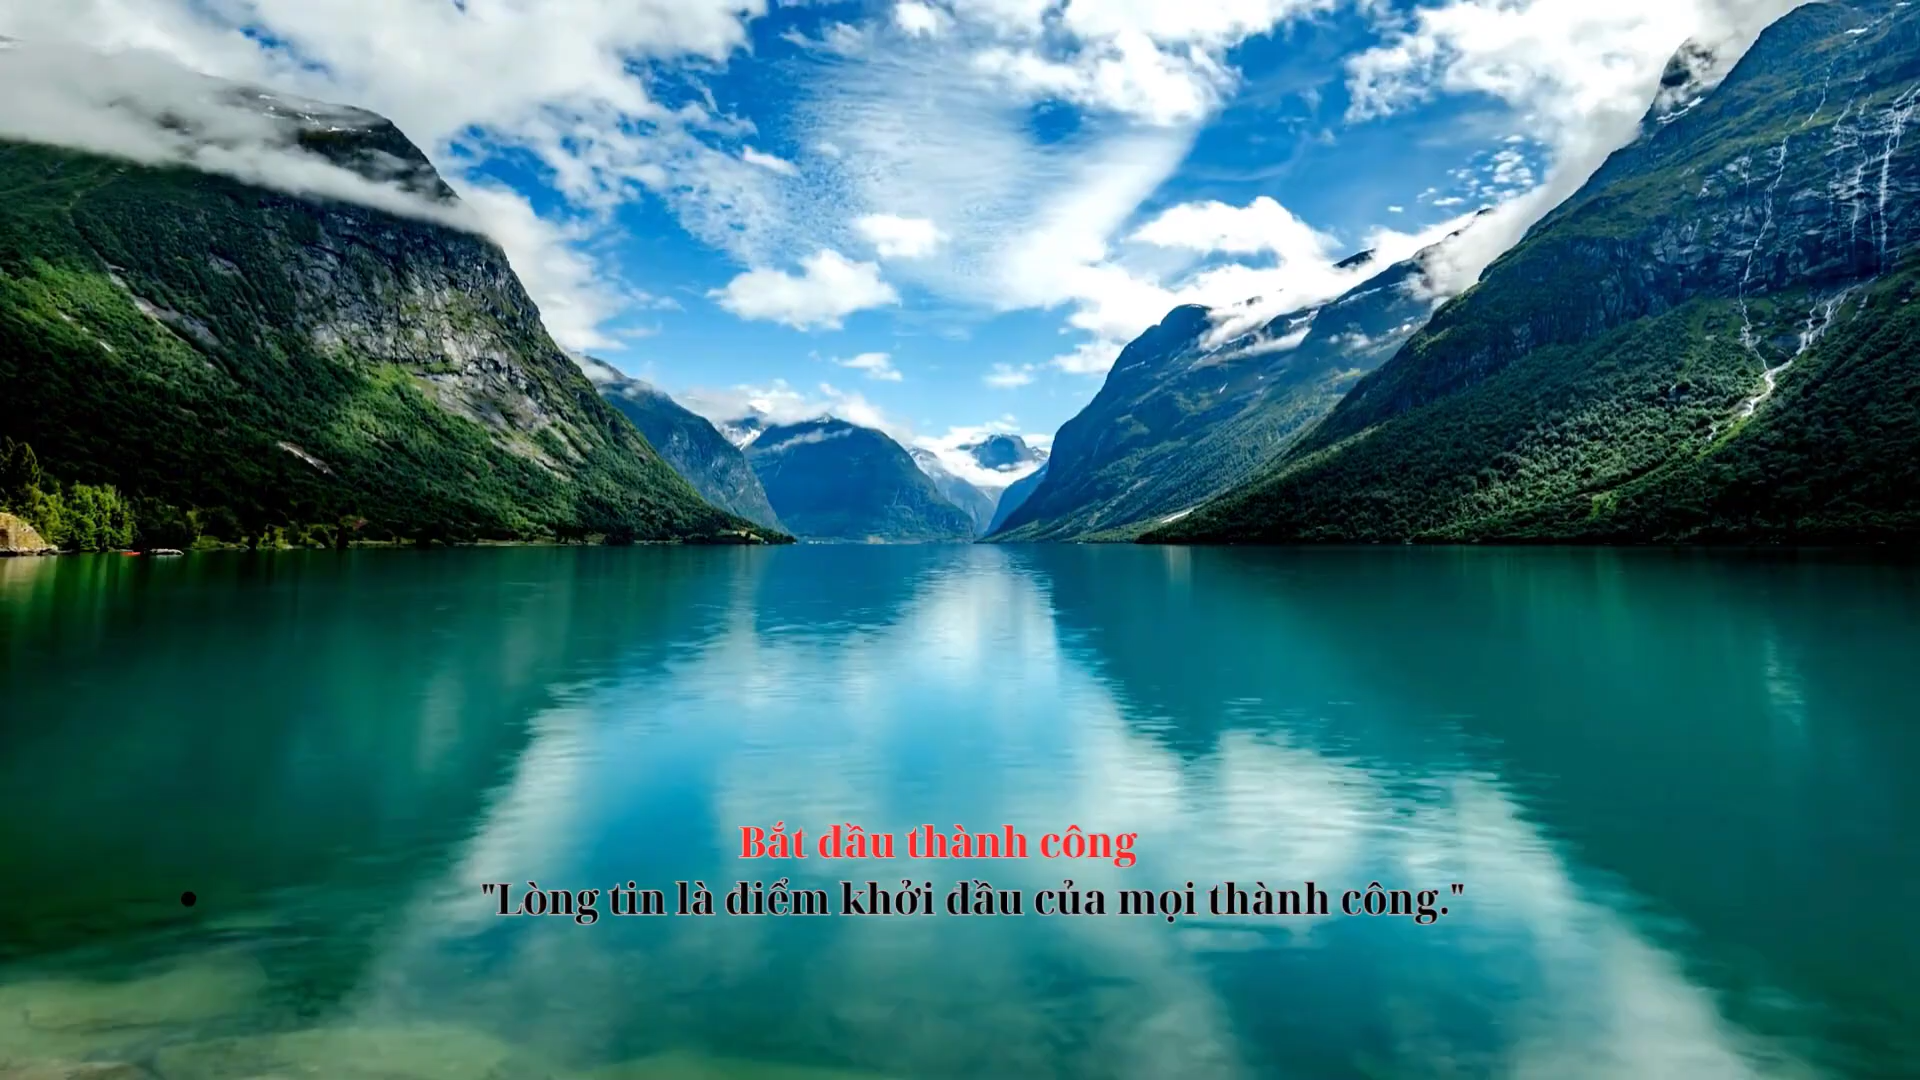 Bắt đầu thành công
"Lòng tin là điểm khởi đầu của mọi thành công."